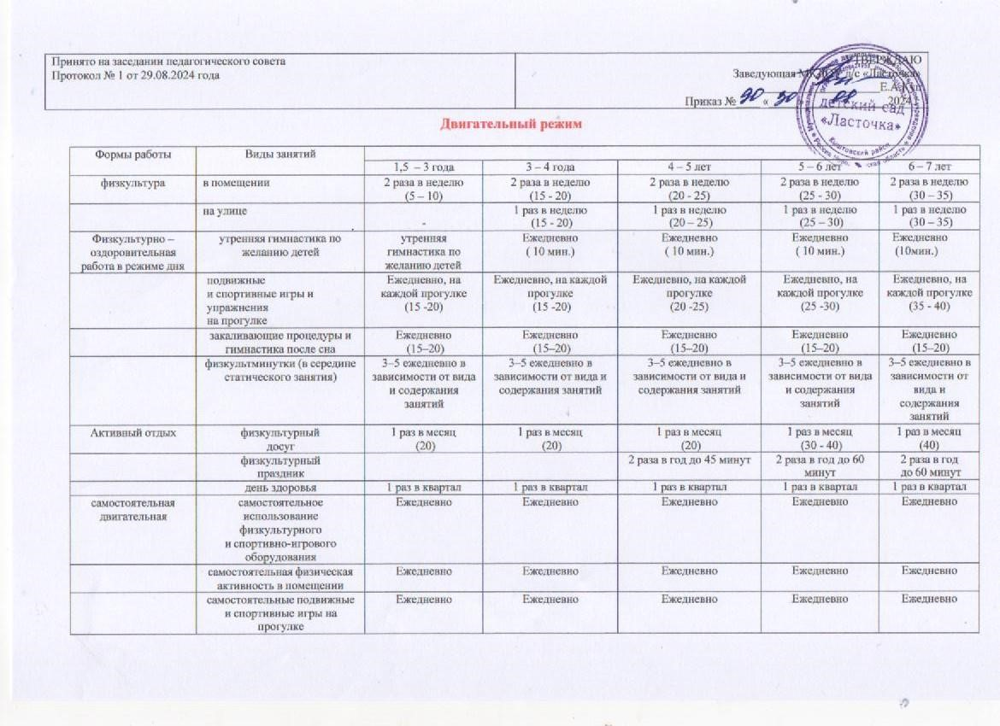 Принято на заседании педагогического совета
Протокол № 1 от 29.08.2024 года
УТВЕРЖДАЮ
Заведующая д/с «Ласточка»
Е.А.
Приказ № 90 « 30 08 2024
детский сад
«Ласточка»
Двигательный режим
Формы работы Виды занятий
1,5 – 3 года 3 – 4 года 4 – 5 лет 5 – 6 лет 6 – 7 лет
физкультура в помещении 2 раза в неделю 2 раза в неделю 2 раза в неделю 2 раза в неделю 2 раза в неделю
(5 – 10) (15 - 20) (20 - 25) (25 - 30) (30 – 35)
на улице 1 раз в неделю 1 раз в неделю 1 раз в неделю 1 раз в неделю
- (15 - 20) (20 – 25) (25 – 30) (30 – 35)
Физкультурно – утренняя гимнастика по утренняя Ежедневно Ежедневно Ежедневно Ежедневно
оздоровительная желанию детей гимнастика по ( 10 мин.) ( 10 мин.) ( 10 мин.) (10мин.)
работа в режиме дня желанию детей
подвижные Ежедневно, на Ежедневно, на каждой Ежедневно, на каждой Ежедневно, на Ежедневно, на
и спортивные игры и каждой прогулке прогулке прогулке каждой прогулке каждой прогулке
упражнения (15 -20) (15 -20) (20 -25) (25 -30) (35 - 40)
на прогулке
закаливающие процедуры и Ежедневно Ежедневно Ежедневно Ежедневно Ежедневно
гимнастика после сна (15–20) (15–20) (15–20) (15–20) (15–20)
физкультминутки (в середине 3–5 ежедневно в 3–5 ежедневно в 3–5 ежедневно в 3–5 ежедневно в 3–5 ежедневно в
статического занятия) зависимости от вида зависимости от вида и зависимости от вида и зависимости от вида зависимости от
и содержания содержания занятий содержания занятий и содержания вида и
занятий занятий содержания
занятий
Активный отдых физкультурный 1 раз в месяц 1 раз в месяц 1 раз в месяц 1 раз в месяц 1 раз в месяц
досуг (20) (20) (20) (30 - 40) (40)
физкультурный 2 раза в год до 45 минут 2 раза в год до 60 2 раза в год
праздник минут до 60 минут
день здоровья 1 раз в квартал 1 раз в квартал 1 раз в квартал 1 раз в квартал 1 раз в квартал
самостоятельная самостоятельное Ежедневно Ежедневно Ежедневно Ежедневно Ежедневно
двигательная использование
физкультурного
и спортивно-игрового
оборудования
самостоятельная физическая Ежедневно Ежедневно Ежедневно Ежедневно Ежедневно
активность в помещении
самостоятельные подвижные Ежедневно Ежедневно Ежедневно Ежедневно Ежедневно
и спортивные игры на
прогулке